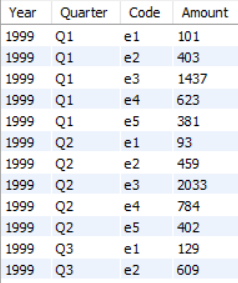 Year Quarter Code Amount
1999 Q1 e1 101
1999 Q1 e2 403
1999 Q1 e3 1437
1999 Q1 e4 623
1999 Q1 e5 381
1999 Q2 e1 93
1999 Q2 e2 459
1999 Q2 e3 2033
1999 Q2 e4 784
1999 Q2 e5 402
1999 Q3 e1 129
1999 Q3 e2 609